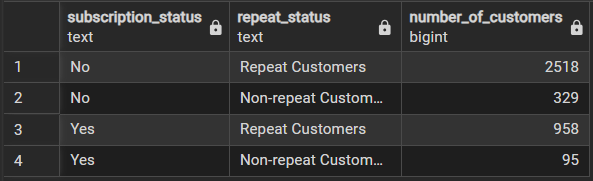 subscription_status repeat_status number_of_customers
text text bigint
1 No Repeat Customers 2518
2 No Non-repeat Custom... 329
3 Yes Repeat Customers 958
4 Yes Non-repeat Custom... 95